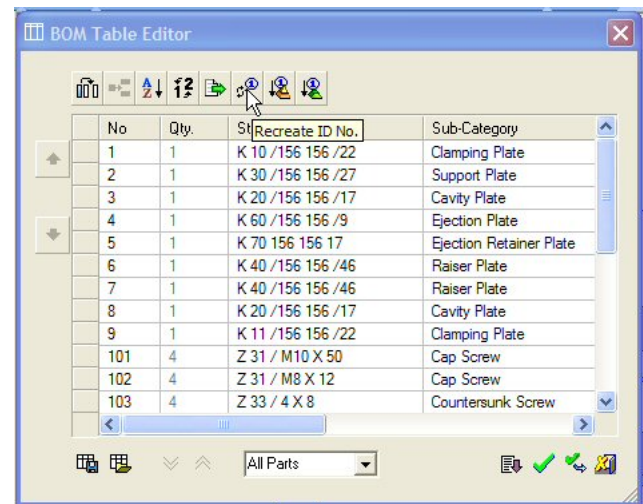 BOM Table Editor
No Qty. St Recreate ID No. Sub-Category
1 1 K 10 /156 156 /22 Clamping Plate
2 1 K 30 /156 156 /27 Support Plate
3 1 K 20 /156 156 /17 Cavity Plate
4 1 K 60 /156 156 /9 Ejection Plate
5 1 K 70 156 156 17 Ejection Retainer Plate
6 1 K 40 /156 156 /46 Raiser Plate
7 1 K 40 /156 156 /46 Raiser Plate
8 1 K 20 /156 156 /17 Cavity Plate
9 1 K 11 /156 156 /22 Clamping Plate
101 4 Z 31 / M10 X 50 Cap Screw
102 4 Z 31 / M8 X 12 Cap Screw
103 4 Z 33 / 4 X 8 Countersunk Screw
All Parts